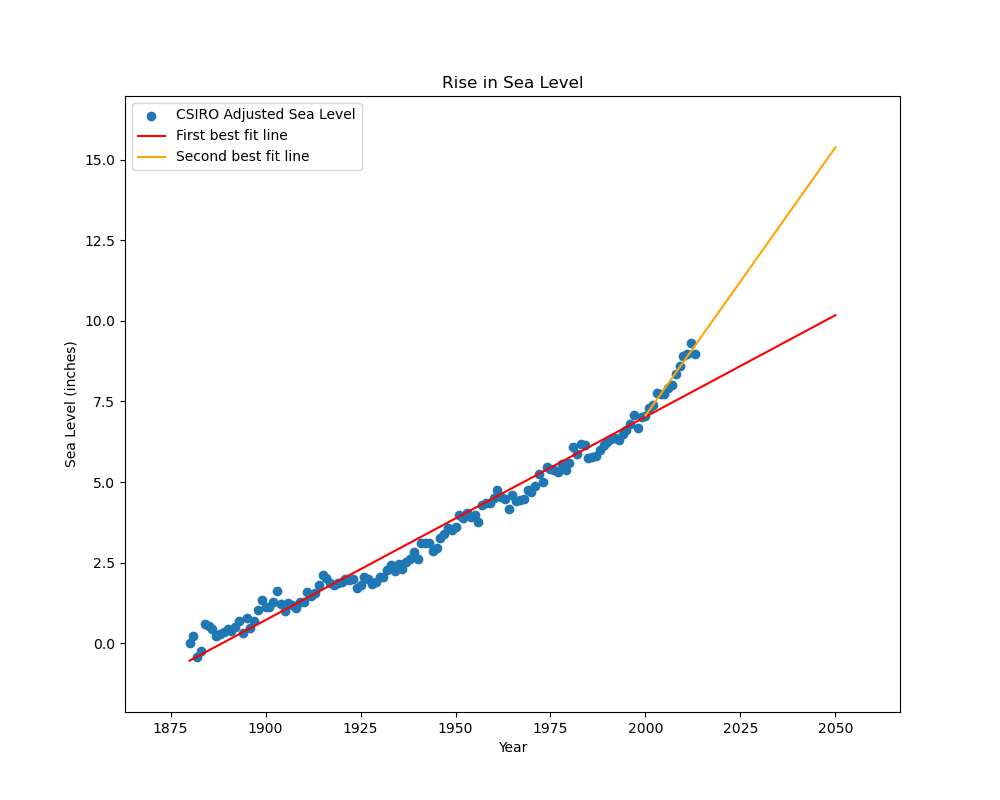 Rise in Sea Level
CSIRO Adjusted Sea Level
First best fit line
Second best fit line
15.0
12.5
10.0
7.5
5.0
2.5
0.0
Sea Level (inches)
1875 1900 1925 1950 1975 2000 2025 2050
Year